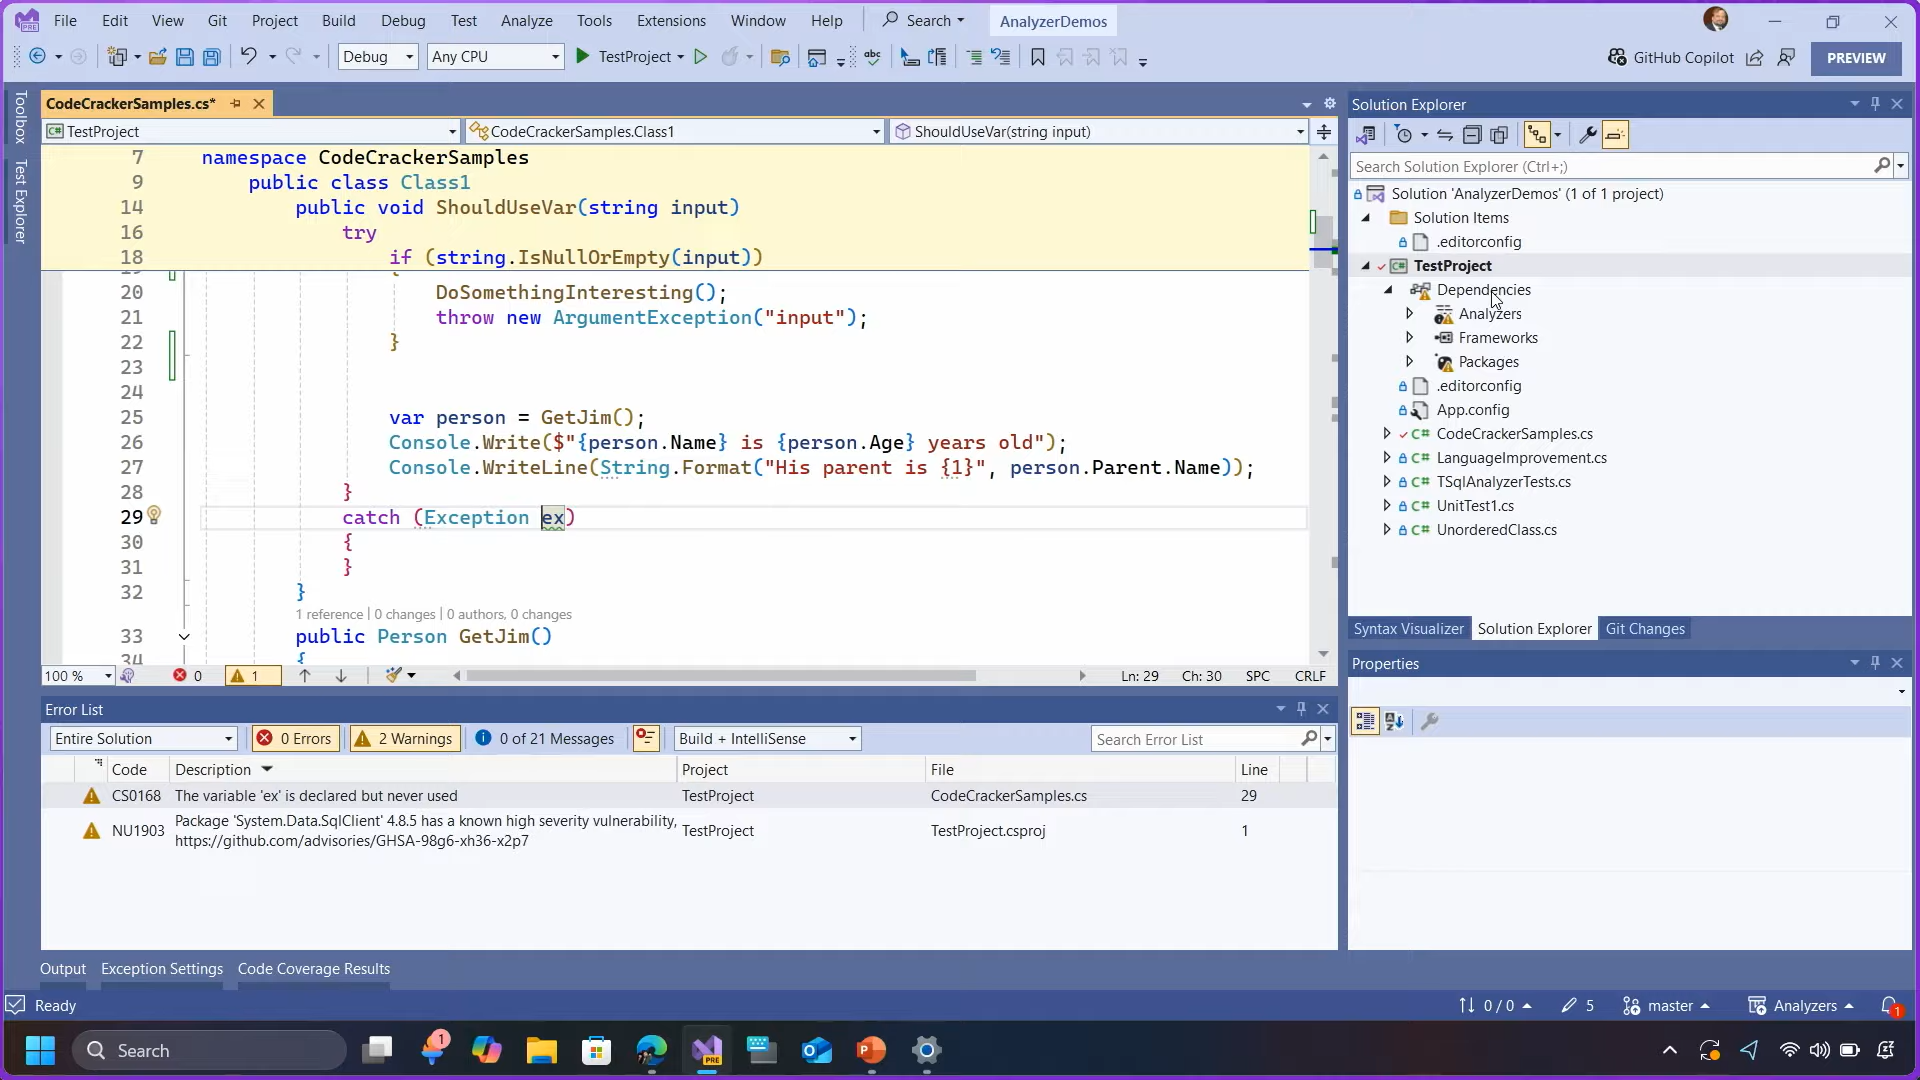 File Edit View Git Project Build Debug Test Analyze Tools Extensions Window Help Search AnalyzerDemos
Debug Any CPU TestProject GitHub Copilot PREVIEW
Toolbox
Test Explorer
CodeCrackerSamples.cs*
TestProject CodeCrackerSamples.Class1 ShouldUseVar(string input)
7 namespace CodeCrackerSamples
9 public class Class1
14 public void ShouldUseVar(string input)
16 try
18 if (string.IsNullOrEmpty(input))
19 {
20 DoSomethingInteresting();
21 throw new ArgumentException("input");
22 }
23
24
25 var person = GetJim();
26 Console.Write($"{person.Name} is {person.Age} years old");
27 Console.WriteLine(String.Format("His parent is {1}", person.Parent.Name));
28 }
29 catch (Exception ex)
30 {
31 }
32 }
1 reference | 0 changes | 0 authors, 0 changes
33 public Person GetJim()
34 {
100 % 0 1 Ln: 29 Ch: 30 SPC CRLF
Error List
Entire Solution 0 Errors 2 Warnings 0 of 21 Messages Build + IntelliSense Search Error List
Code Description Project File Line
CS0168 The variable 'ex' is declared but never used TestProject CodeCrackerSamples.cs 29
NU1903 Package 'System.Data.SqlClient' 4.8.5 has a known high severity vulnerability, https://github.com/advisories/GHSA-98g6-xh36-x2p7 TestProject TestProject.csproj 1
Output Exception Settings Code Coverage Results
Solution Explorer
Search Solution Explorer (Ctrl+;)
Solution 'AnalyzerDemos' (1 of 1 project)
Solution Items
.editorconfig
TestProject
Dependencies
Analyzers
Frameworks
Packages
.editorconfig
App.config
CodeCrackerSamples.cs
LanguageImprovement.cs
TSqlAnalyzerTests.cs
UnitTest1.cs
UnorderedClass.cs
Syntax Visualizer Solution Explorer Git Changes
Properties
Ready 0 / 0 5 master Analyzers 1
Search 1